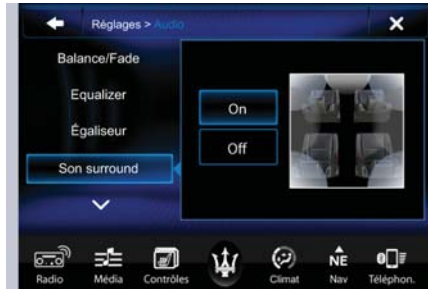 Réglages > Audio
Balance/Fade
Equalizer
Égaliseur
Son surround
On
Off
Radio
Média
Contrôles
Climat
NE
Nav
Téléphon.